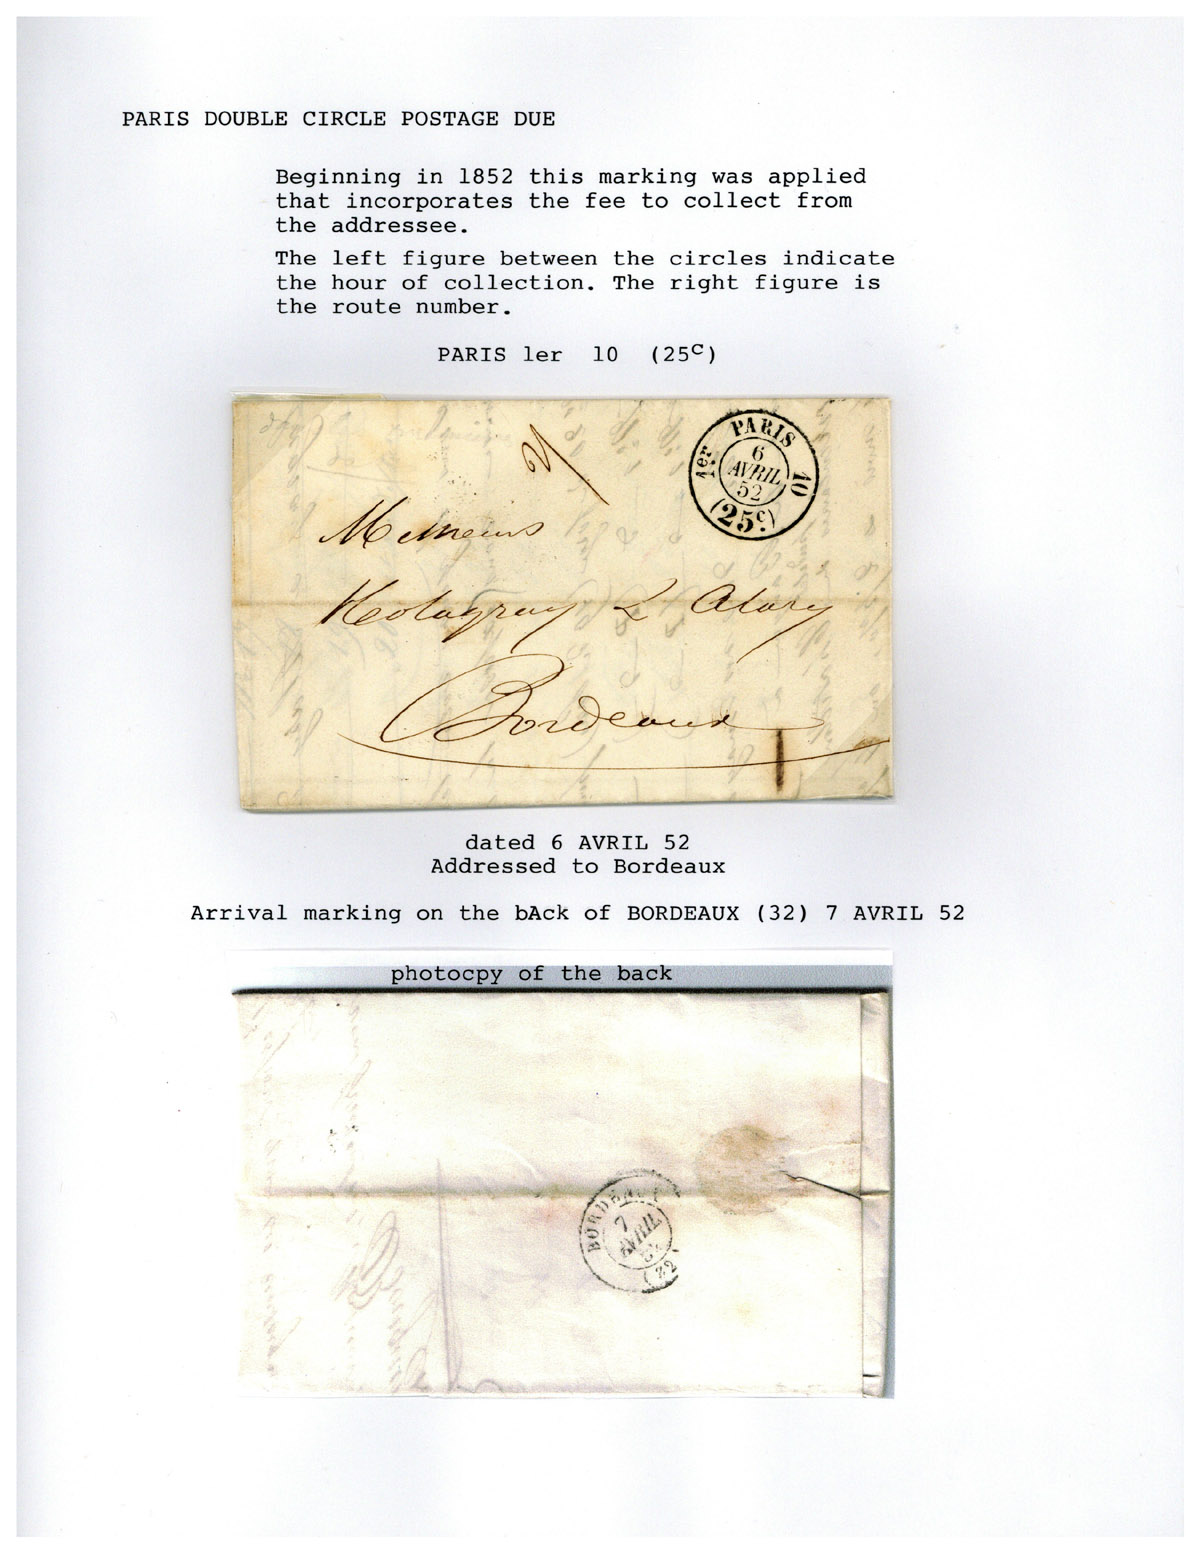 PARIS DOUBLE CIRCLE POSTAGE DUE
Beginning in 1852 this marking was applied
that incorporates the fee to collect from
the addressee.
The left figure between the circles indicate
the hour of collection. The right figure is
the route number.
PARIS 1er 10 (25c)
PARIS
1er 10
6
AVRIL
52
(25c.)
Messieurs
& Alary
Bordeaux
dated 6 AVRIL 52
Addressed to Bordeaux
Arrival marking on the bAck of BORDEAUX (32) 7 AVRIL 52
photocpy of the back
BORDEAUX
7
AVRIL
52
(32)